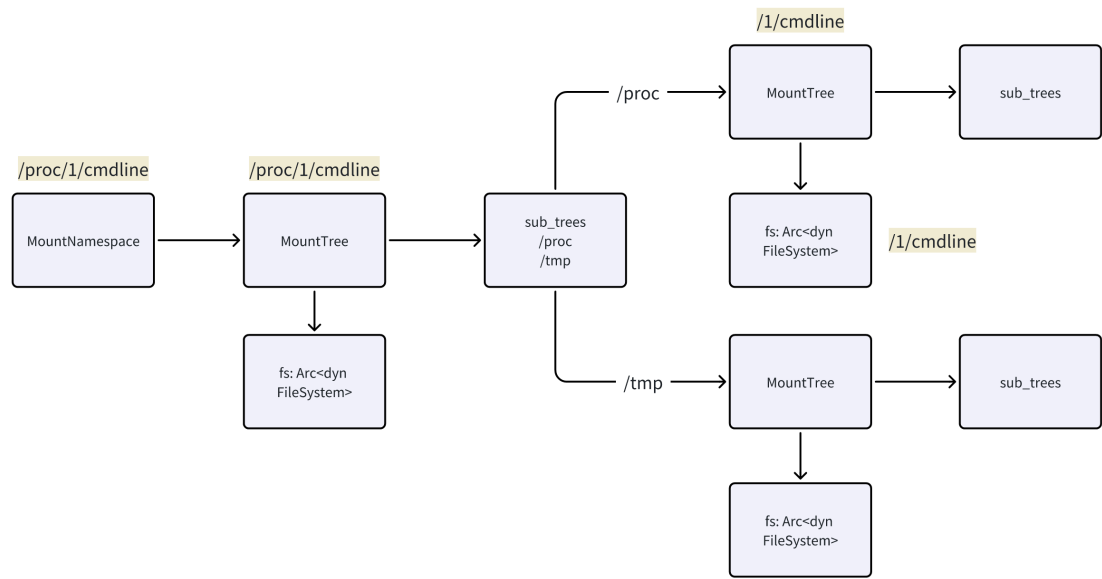 /1/cmdline
MountTree
sub_trees
/proc
/proc/1/cmdline
/proc/1/cmdline
MountNamespace
MountTree
sub_trees
/proc
/tmp
fs: Arc<dyn
FileSystem>
/1/cmdline
fs: Arc<dyn
FileSystem>
/tmp
MountTree
sub_trees
fs: Arc<dyn
FileSystem>